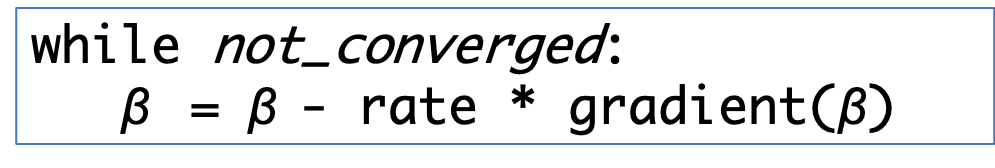 while not_converged:
β = β - rate * gradient(β)